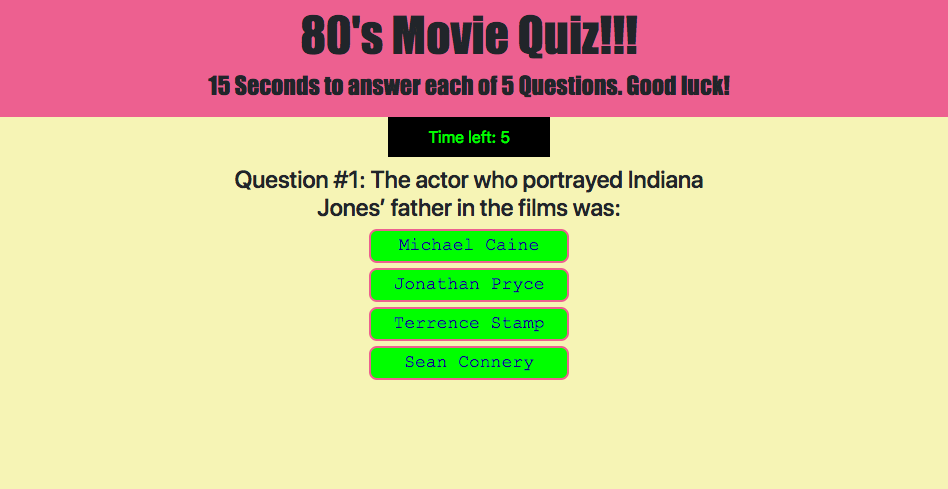 80's Movie Quiz!!!
15 Seconds to answer each of 5 Questions. Good luck!
Time left: 5
Question #1: The actor who portrayed Indiana
Jones’ father in the films was:
Michael Caine
Jonathan Pryce
Terrence Stamp
Sean Connery